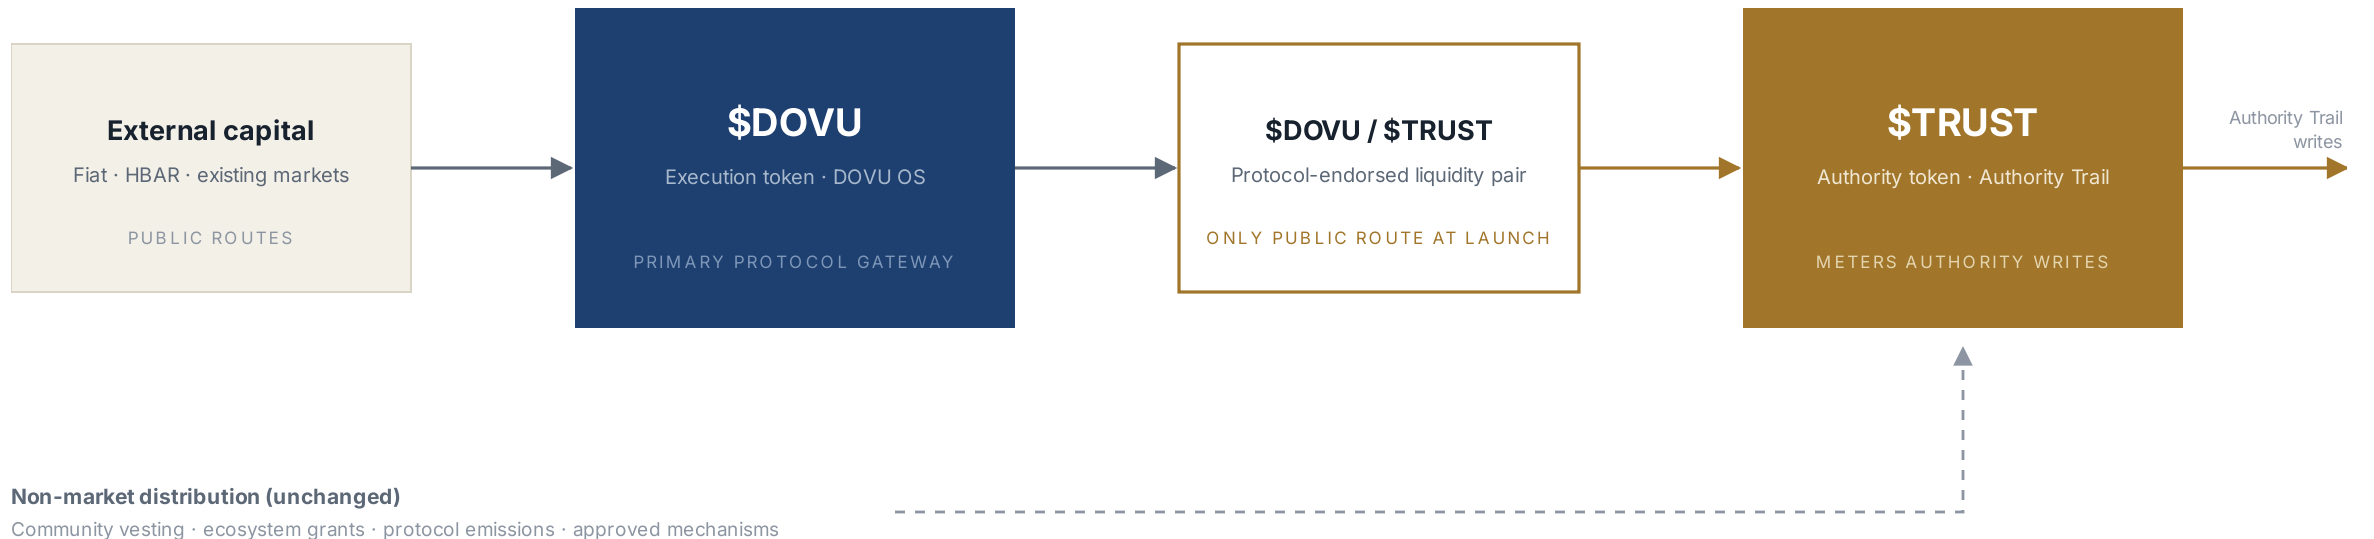 External capital
Fiat · HBAR · existing markets
PUBLIC ROUTES
$DOVU
Execution token · DOVU OS
PRIMARY PROTOCOL GATEWAY
$DOVU / $TRUST
Protocol-endorsed liquidity pair
ONLY PUBLIC ROUTE AT LAUNCH
$TRUST
Authority token · Authority Trail
METERS AUTHORITY WRITES
Authority Trail
writes
Non-market distribution (unchanged)
Community vesting · ecosystem grants · protocol emissions · approved mechanisms